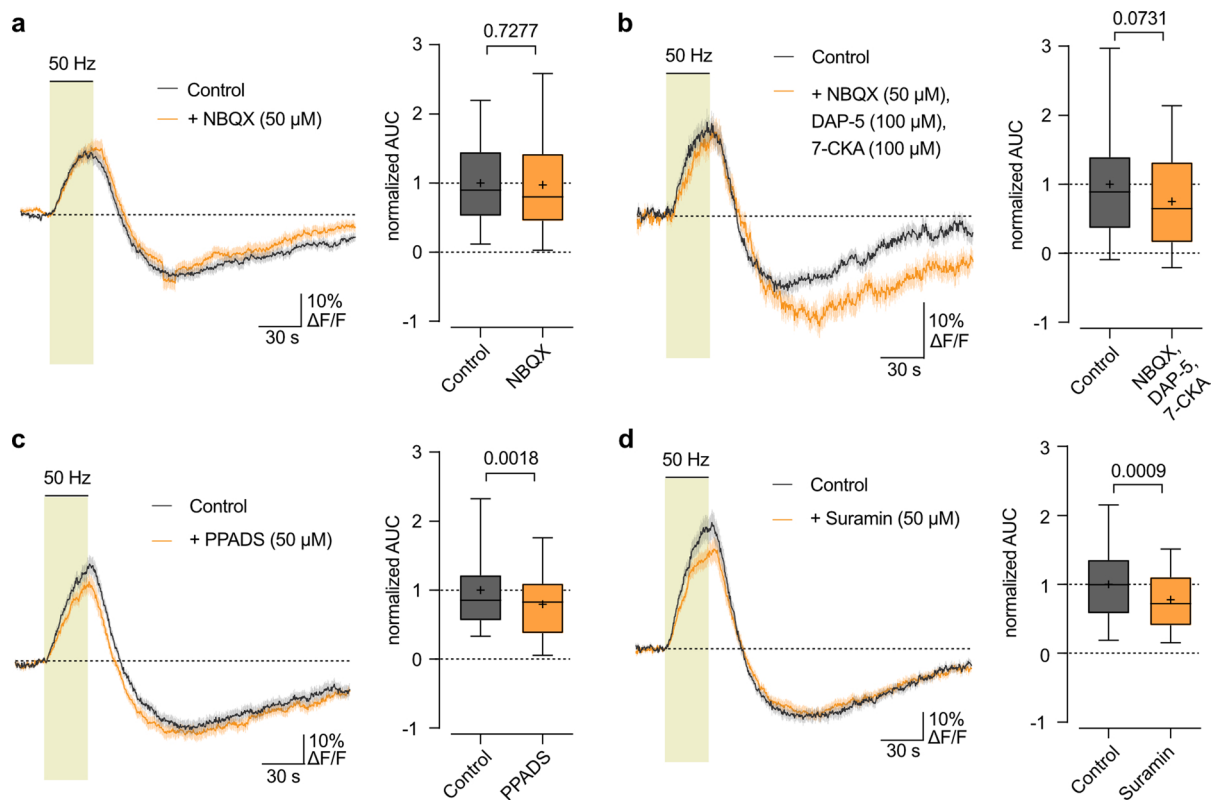 a
50 Hz
Control
+ NBQX (50 µM)
10%
ΔF/F
30 s
normalized AUC
3
2
1
0
-1
0.7277
Control
NBQX
b
50 Hz
Control
+ NBQX (50 µM),
DAP-5 (100 µM),
7-CKA (100 µM)
10%
ΔF/F
30 s
normalized AUC
3
2
1
0
-1
0.0731
Control
NBQX,
DAP-5,
7-CKA
c
50 Hz
Control
+ PPADS (50 µM)
10%
ΔF/F
30 s
normalized AUC
3
2
1
0
-1
0.0018
Control
PPADS
d
50 Hz
Control
+ Suramin (50 µM)
10%
ΔF/F
30 s
normalized AUC
3
2
1
0
-1
0.0009
Control
Suramin